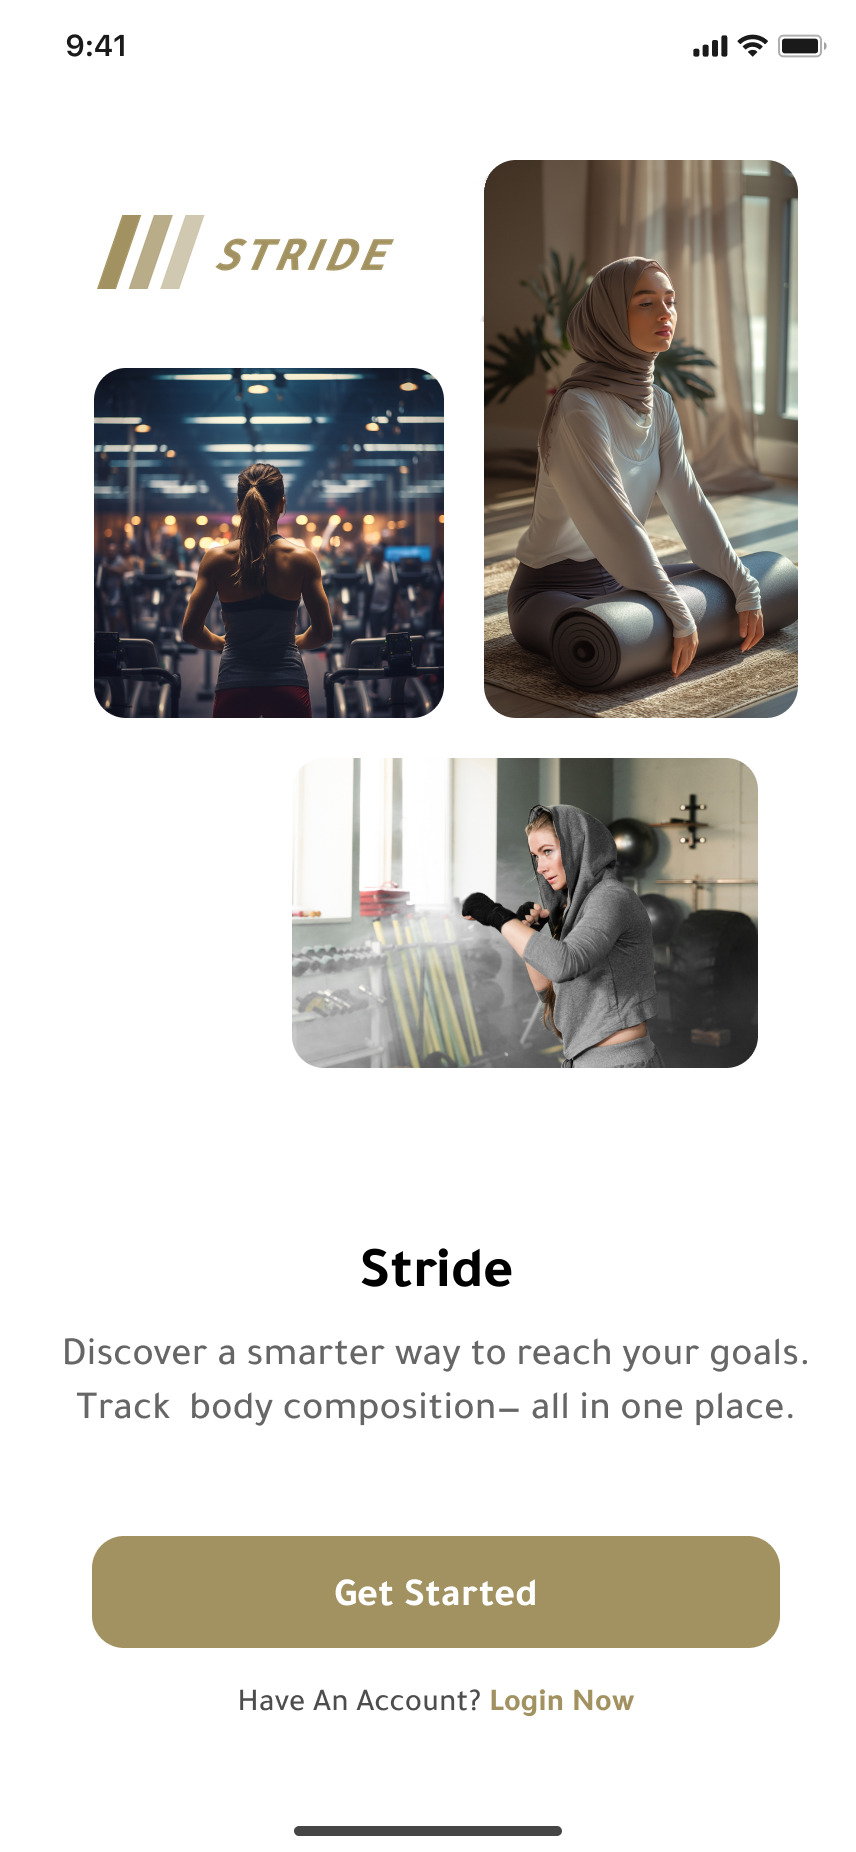 9:41
STRIDE
Stride
Discover a smarter way to reach your goals.
Track  body composition– all in one place.
Get Started
Have An Account? Login Now